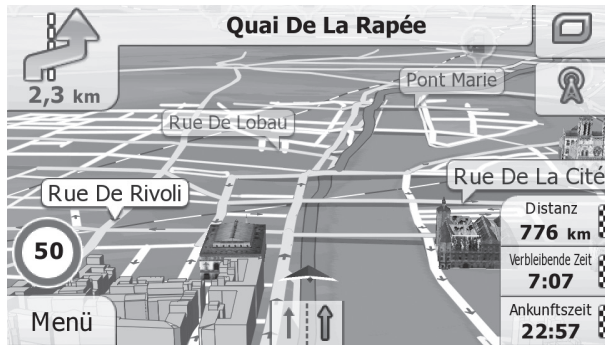 Quai De La Rapée
2,3 km
Pont Marie
Rue De Lobau
Rue De La Cité
Rue De Rivoli
Distanz
776 km
50
Verbleibende Zeit
7:07
Ankunftszeit
22:57
Menü